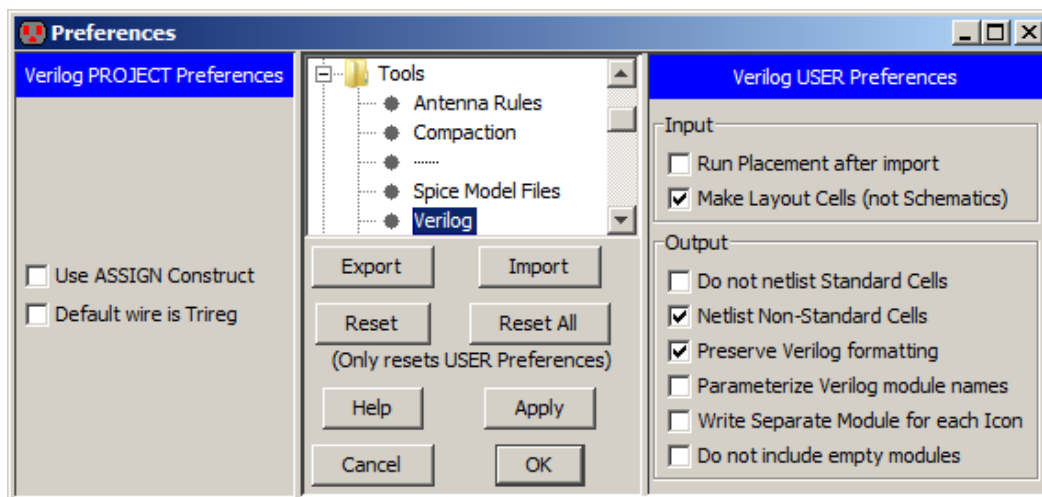 Preferences
Verilog PROJECT Preferences
Use ASSIGN Construct
Default wire is Trireg
Tools
Antenna Rules
Compaction
......
Spice Model Files
Verilog
Export Import
Reset Reset All
(Only resets USER Preferences)
Help Apply
Cancel OK
Verilog USER Preferences
Input
Run Placement after import
Make Layout Cells (not Schematics)
Output
Do not netlist Standard Cells
Netlist Non-Standard Cells
Preserve Verilog formatting
Parameterize Verilog module names
Write Separate Module for each Icon
Do not include empty modules